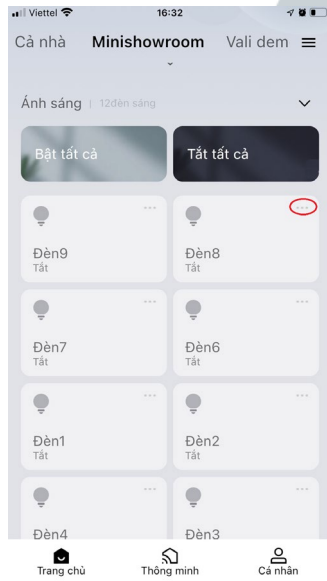 Viettel 16:32
Cả nhà Minishowroom Vali dem
Ánh sáng | 12đèn sáng
Bật tất cả Tắt tất cả
Đèn9 Đèn8
Tắt Tắt
Đèn7 Đèn6
Tắt Tắt
Đèn1 Đèn2
Tắt Tắt
Đèn4 Đèn3
Trang chủ Thông minh Cá nhân